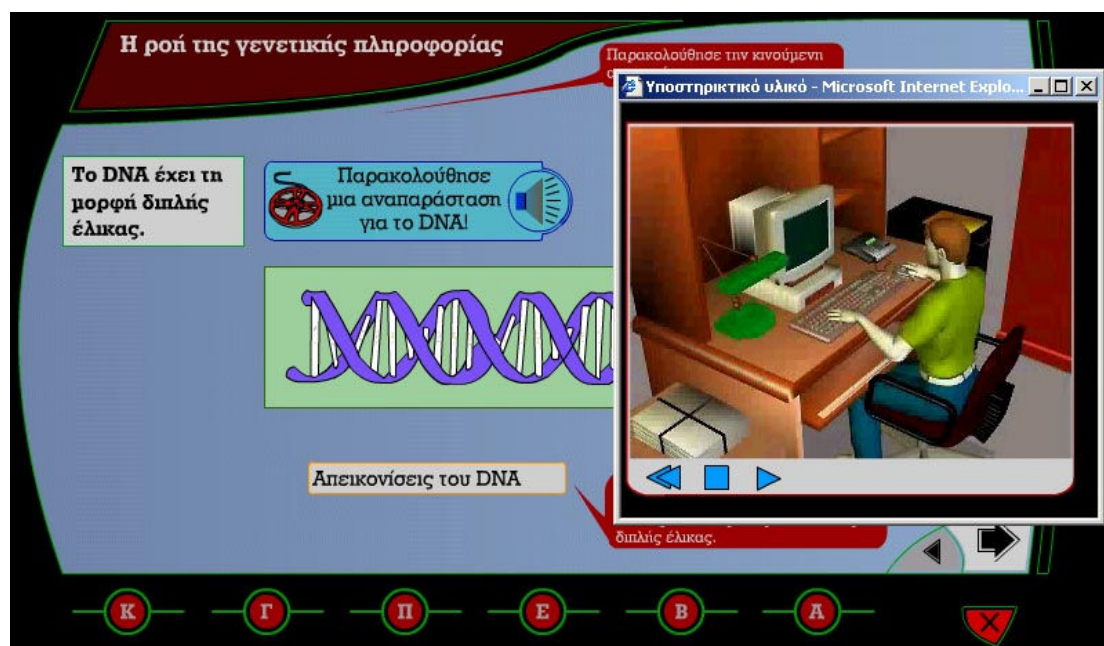 Η ροή της γενετικής πληροφορίας
Παρακολούθησε την κινούμενη
Υποστηρικτικό υλικό - Microsoft Internet Explo...
Το DNA έχει τη
μορφή διπλής
έλικας.
Παρακολούθησε
μια αναπαράσταση
για το DNA!
Απεικονίσεις του DNA
διπλής έλικας.
Κ Γ Π Ε Β Α